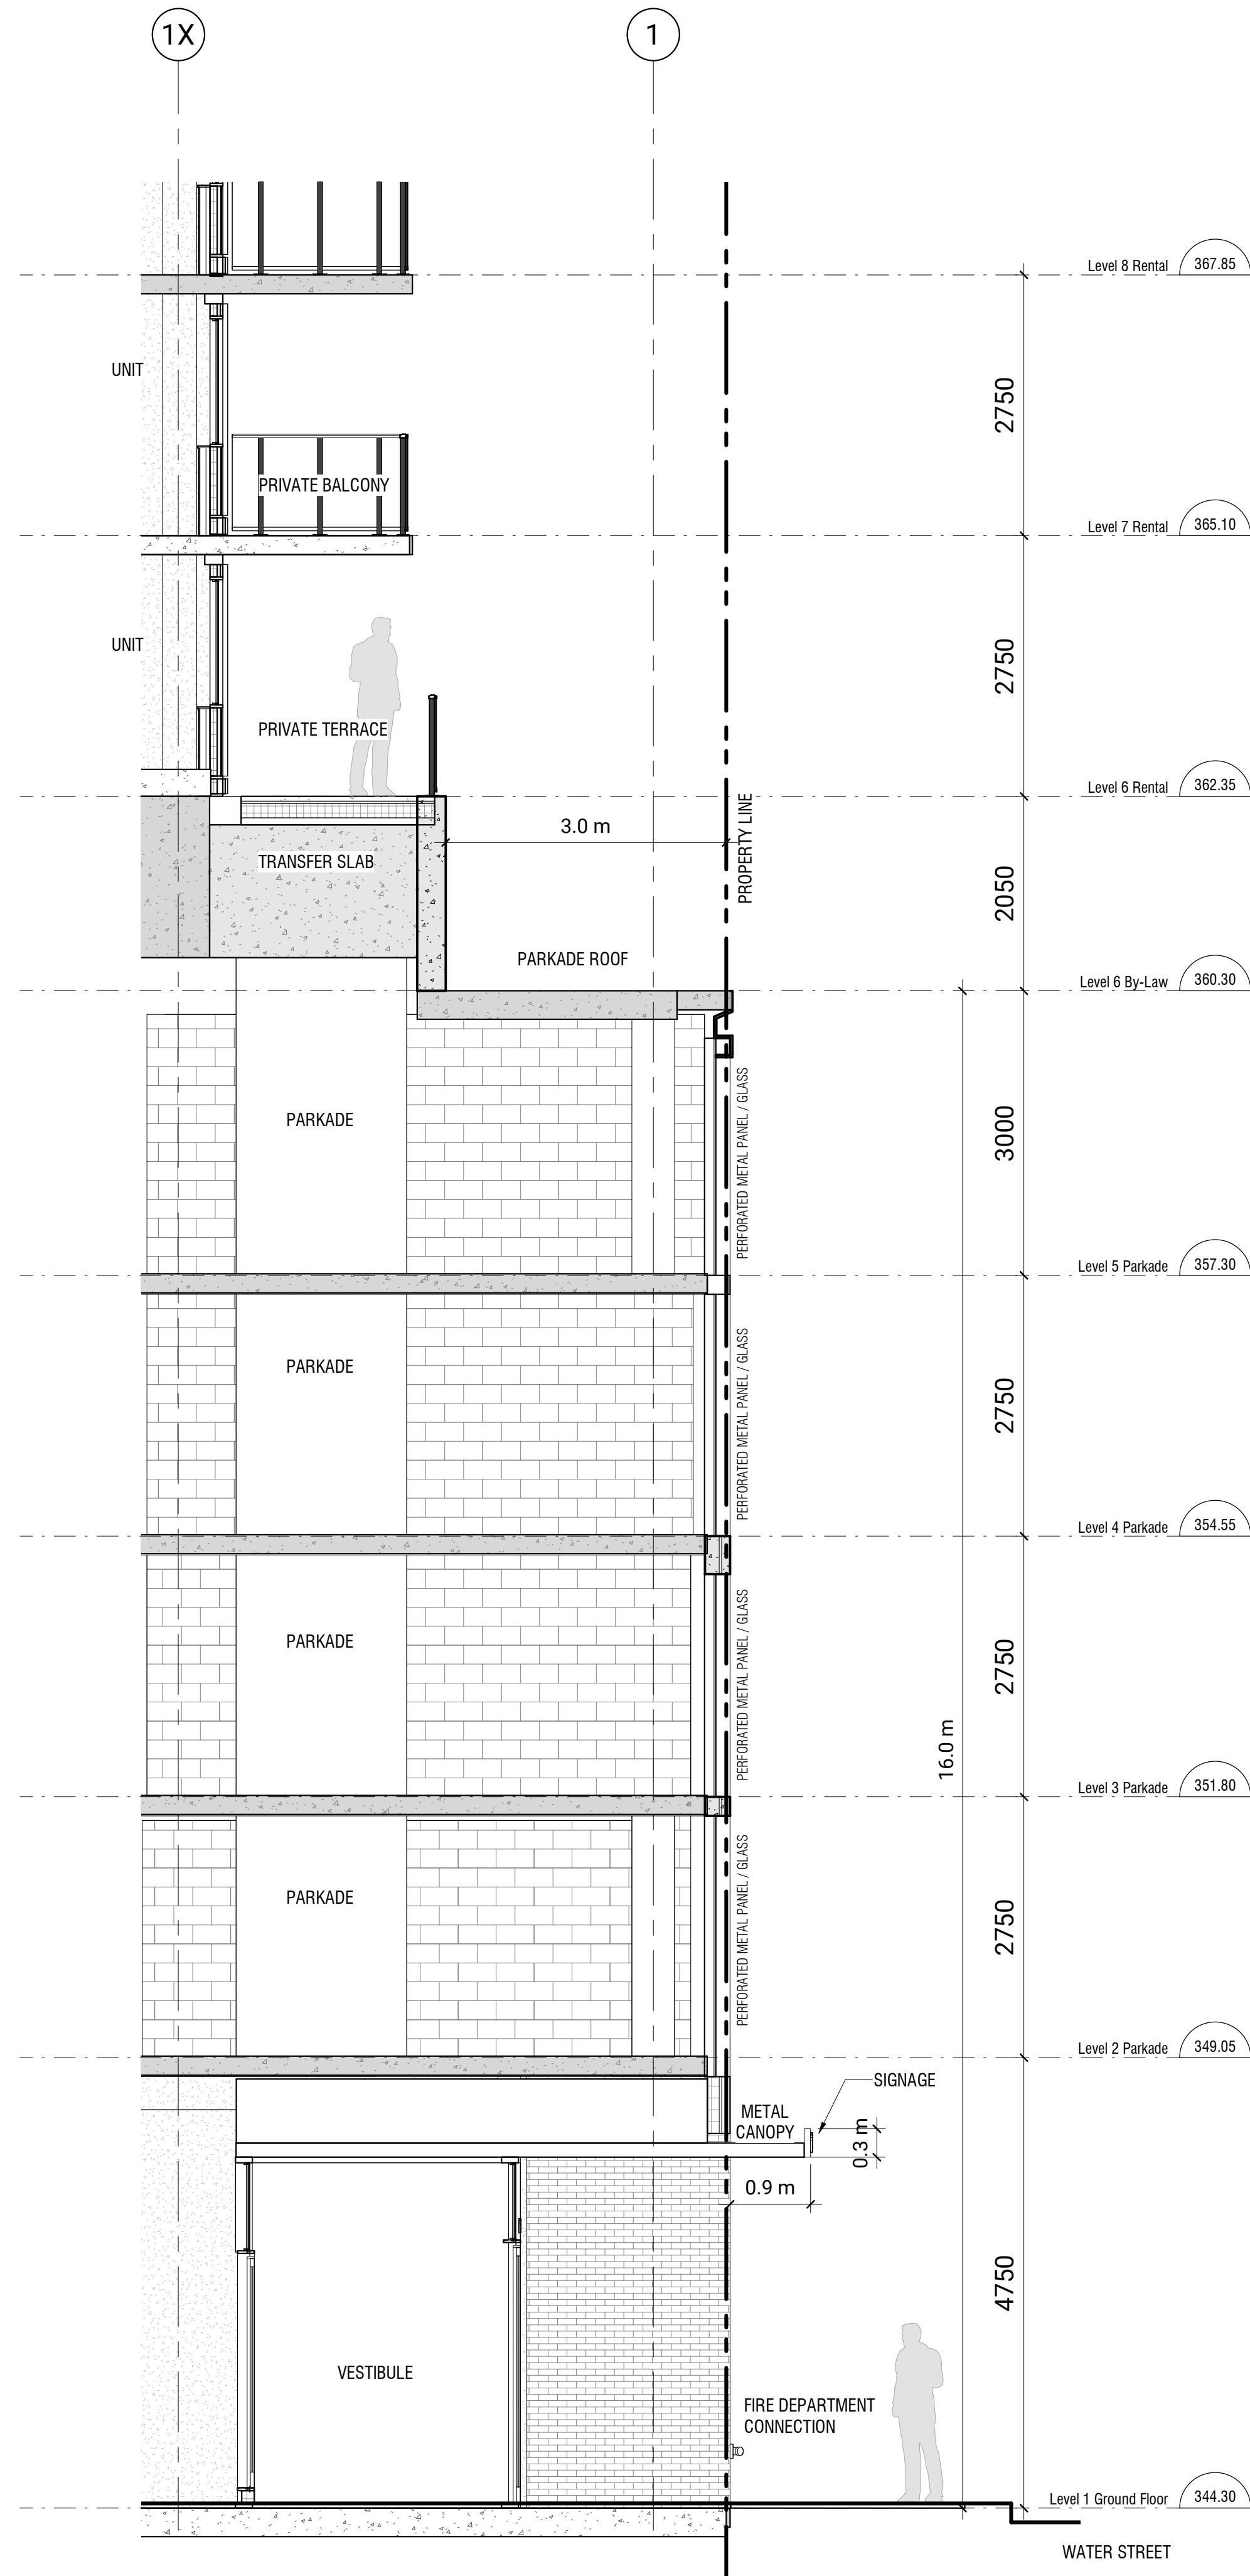 1X
1
Level 8 Rental 367.85
UNIT
2750
PRIVATE BALCONY
Level 7 Rental 365.10
UNIT
2750
PRIVATE TERRACE
Level 6 Rental 362.35
3.0 m
PROPERTY LINE
TRANSFER SLAB
2050
PARKADE ROOF
Level 6 By-Law 360.30
PARKADE
PERFORATED METAL PANEL / GLASS
3000
Level 5 Parkade 357.30
PARKADE
PERFORATED METAL PANEL / GLASS
2750
Level 4 Parkade 354.55
PARKADE
PERFORATED METAL PANEL / GLASS
2750
16.0 m
Level 3 Parkade 351.80
PARKADE
PERFORATED METAL PANEL / GLASS
2750
Level 2 Parkade 349.05
SIGNAGE
METAL
CANOPY
0.3 m
0.9 m
4750
VESTIBULE
FIRE DEPARTMENT
CONNECTION
Level 1 Ground Floor 344.30
WATER STREET